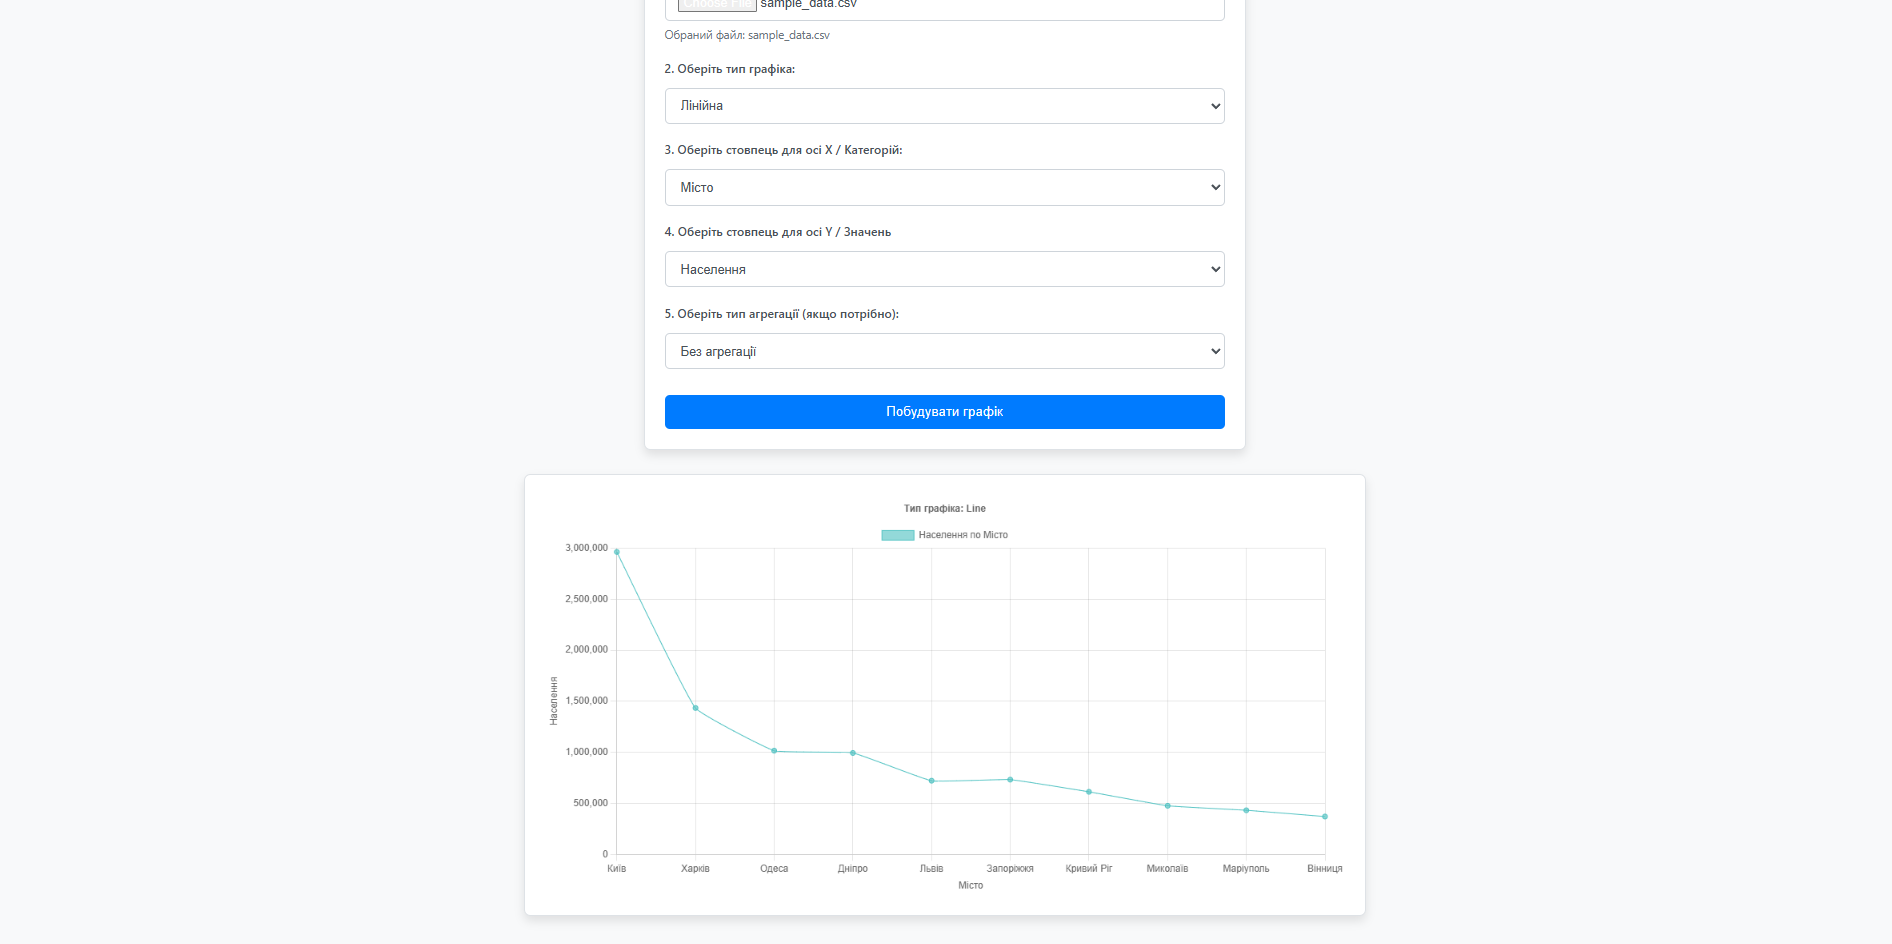 Choose File sample_data.csv
Обраний файл: sample_data.csv
2. Оберіть тип графіка:
Лінійна
3. Оберіть стовпець для осі X / Категорій:
Місто
4. Оберіть стовпець для осі Y / Значень
Населення
5. Оберіть тип агрегації (якщо потрібно):
Без агрегації
Побудувати графік
Тип графіка: Line
Населення по Місто
3,000,000
2,500,000
2,000,000
1,500,000
1,000,000
500,000
0
Населення
Київ Харків Одеса Дніпро Львів Запоріжжя Кривий Ріг Миколаїв Маріуполь Вінниця
Місто